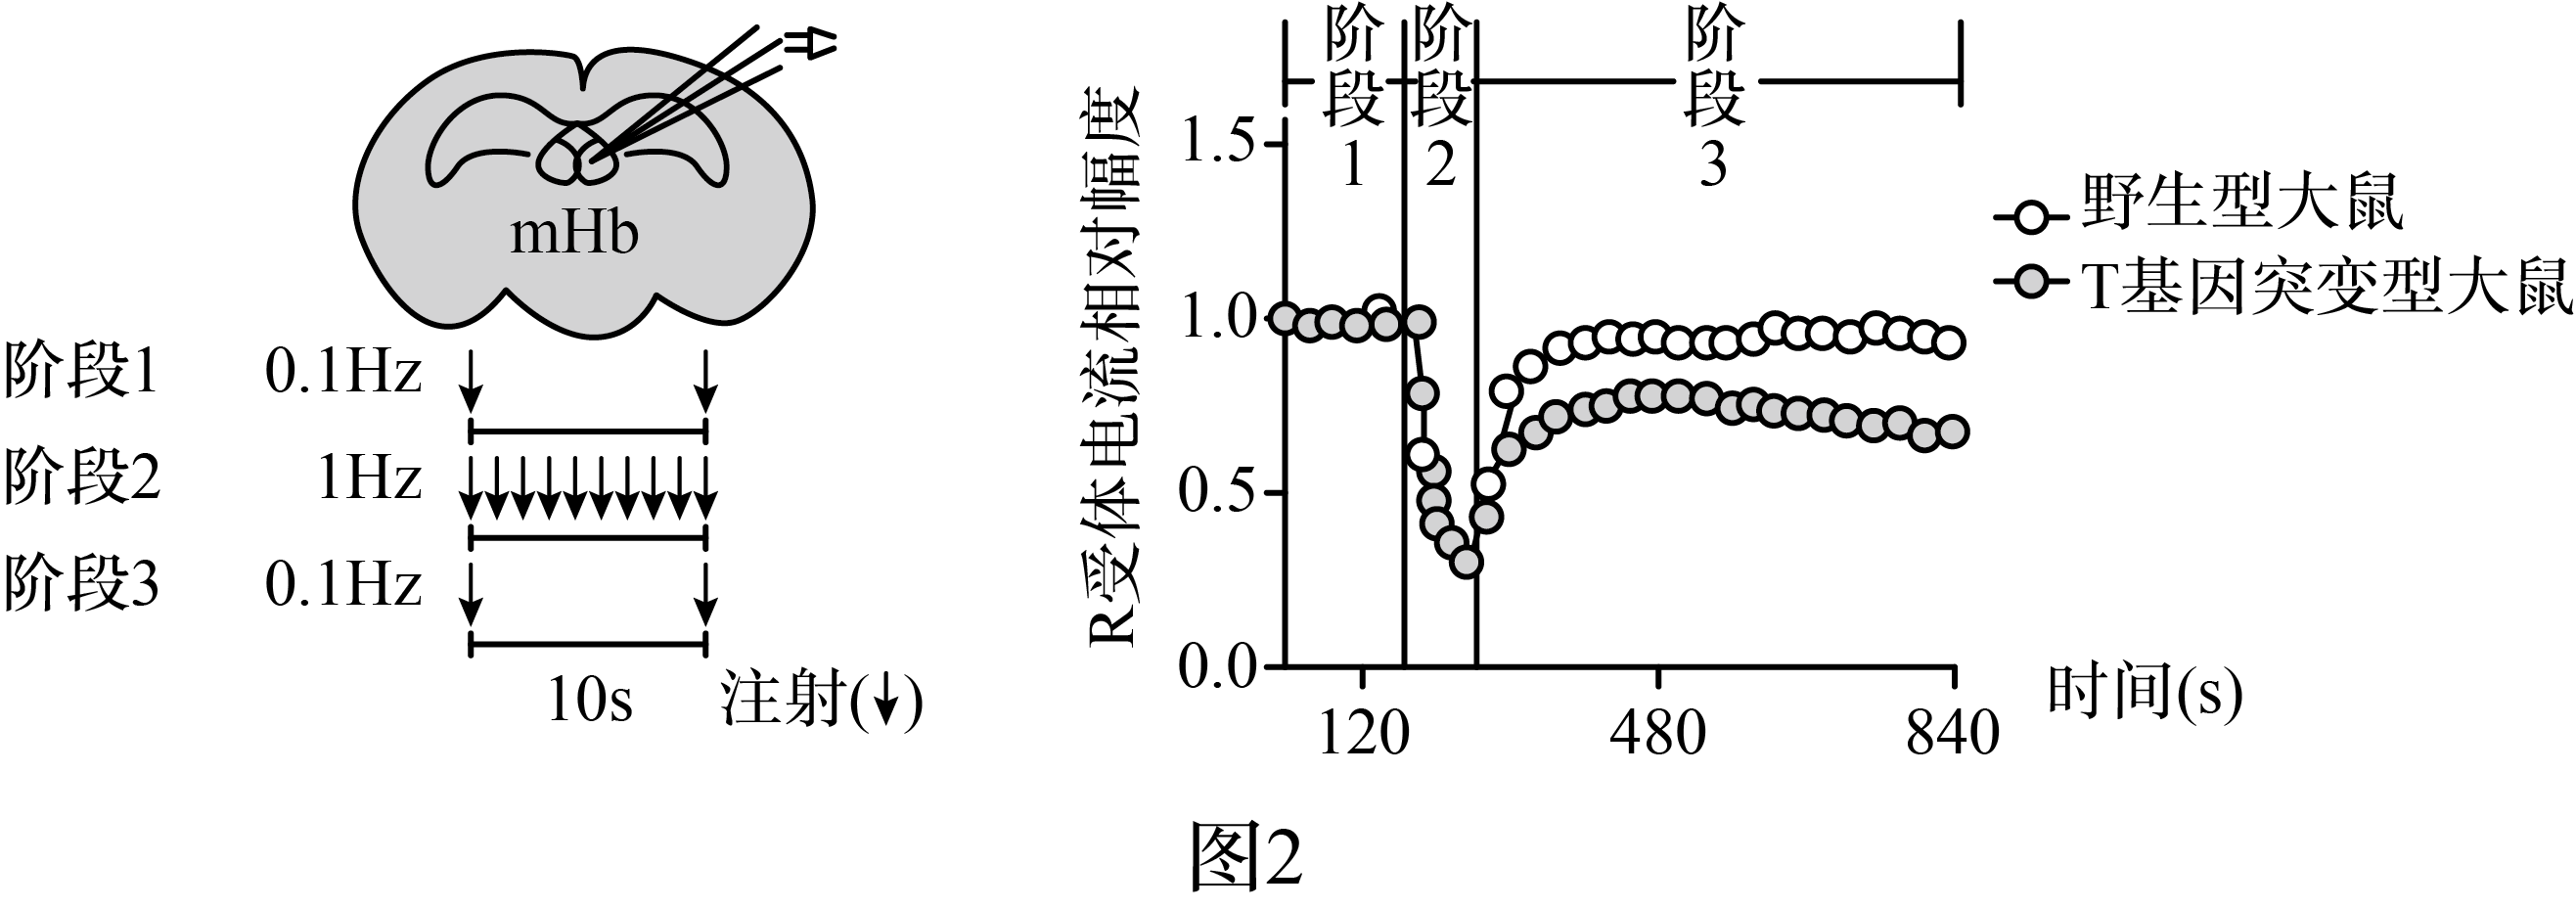 mHb
阶段1 0.1Hz
阶段2 1Hz
阶段3 0.1Hz
10s 注射(↓)
R受体电流相对幅度
阶段1
阶段2
阶段3
1.5
1.0
0.5
0.0
120 480 840
时间(s)
野生型大鼠
T基因突变型大鼠
图2